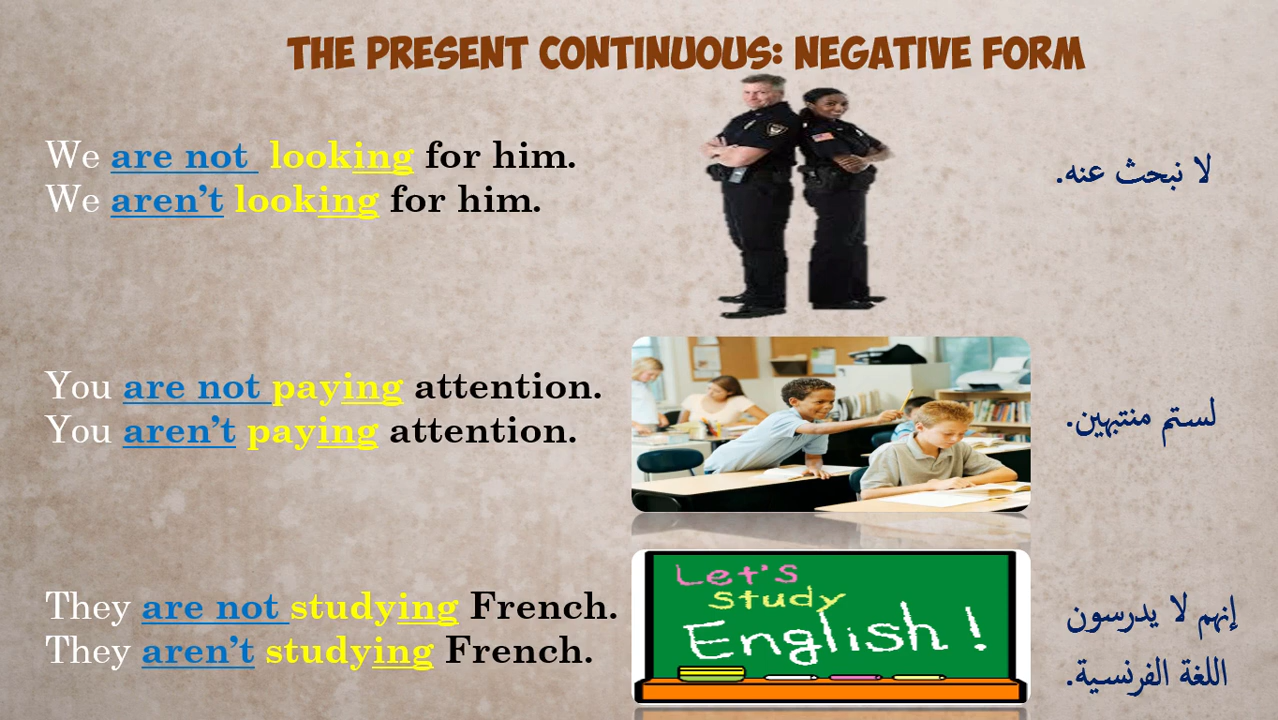 THE PRESENT CONTINUOUS: NEGATIVE FORM
We are not looking for him.
We aren't looking for him.
لا نبحث عنه.
You are not paying attention.
You aren't paying attention.
لستم منتبهين.
They are not studying French.
They aren't studying French.
Let's
Study
English!
إنهم لا يدرسون
اللغة الفرنسية.